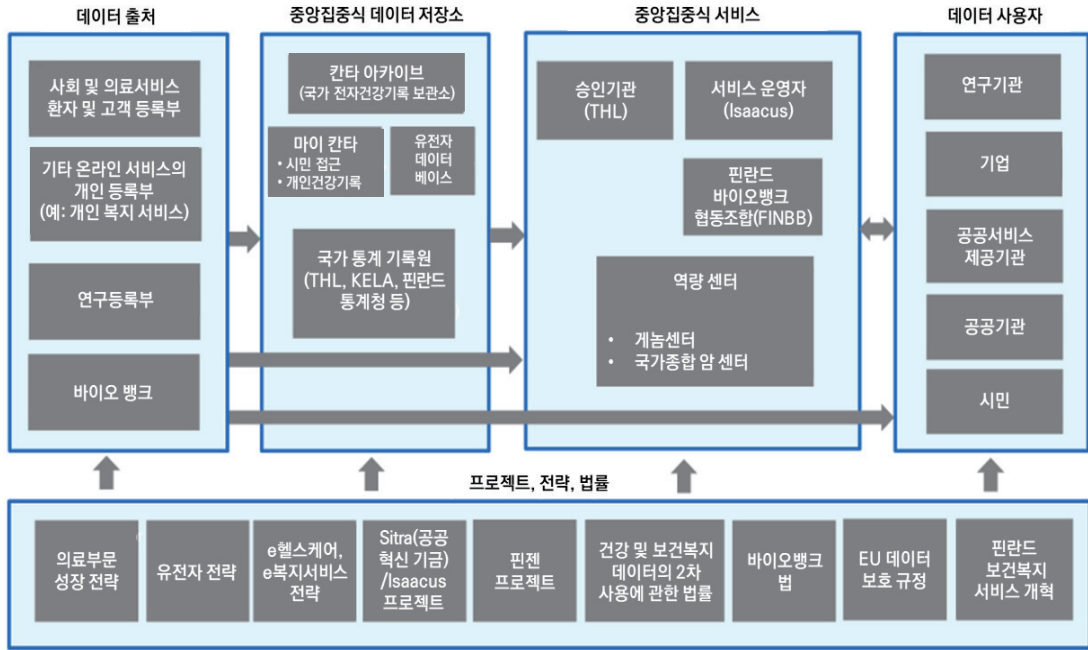 데이터 출처
중앙집중식 데이터 저장소
중앙집중식 서비스
데이터 사용자
사회 및 의료서비스
환자 및 고객 등록부
기타 온라인 서비스의
개인 등록부
(예: 개인 복지 서비스)
연구등록부
바이오 뱅크
칸타 아카이브
(국가 전자건강기록 보관소)
마이 칸타
• 시민 접근
• 개인건강기록
유전자
데이터
베이스
국가 통계 기록원
(THL, KELA, 핀란드
통계청 등)
승인기관
(THL)
서비스 운영자
(Isaacus)
핀란드
바이오뱅크
협동조합(FINBB)
역량 센터
• 게놈센터
• 국가종합 암 센터
연구기관
기업
공공서비스
제공기관
공공기관
시민
프로젝트, 전략, 법률
의료부문
성장 전략
유전자 전략
e헬스케어,
e복지서비스
전략
Sitra(공공
혁신 기금)
/Isaacus
프로젝트
핀젠
프로젝트
건강 및 보건복지
데이터의 2차
사용에 관한 법률
바이오뱅크
법
EU 데이터
보호 규정
핀란드
보건복지
서비스 개혁